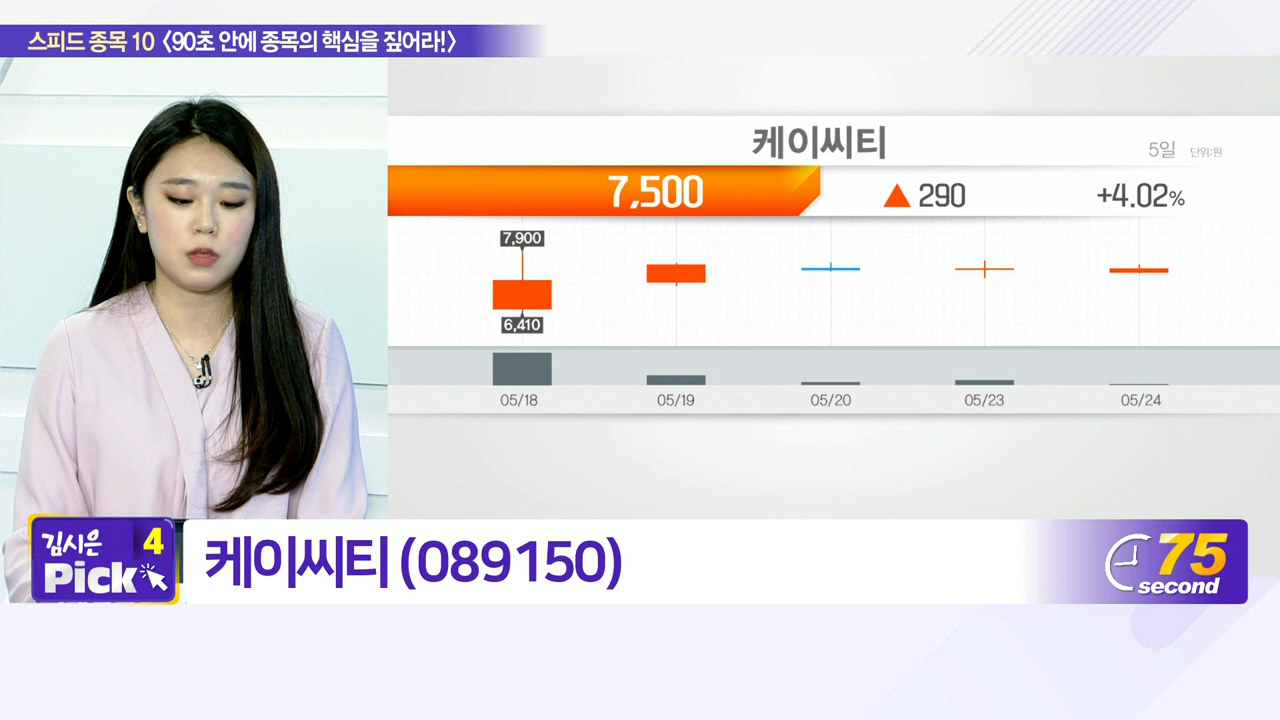 스피드 종목 10 <90초 안에 종목의 핵심을 짚어라!>
케이씨티
5일 단위:원
7,500 ▲ 290 +4.02%
7,900
6,410
05/18 05/19 05/20 05/23 05/24
김시은 4
Pick
케이씨티 (089150)
75
second